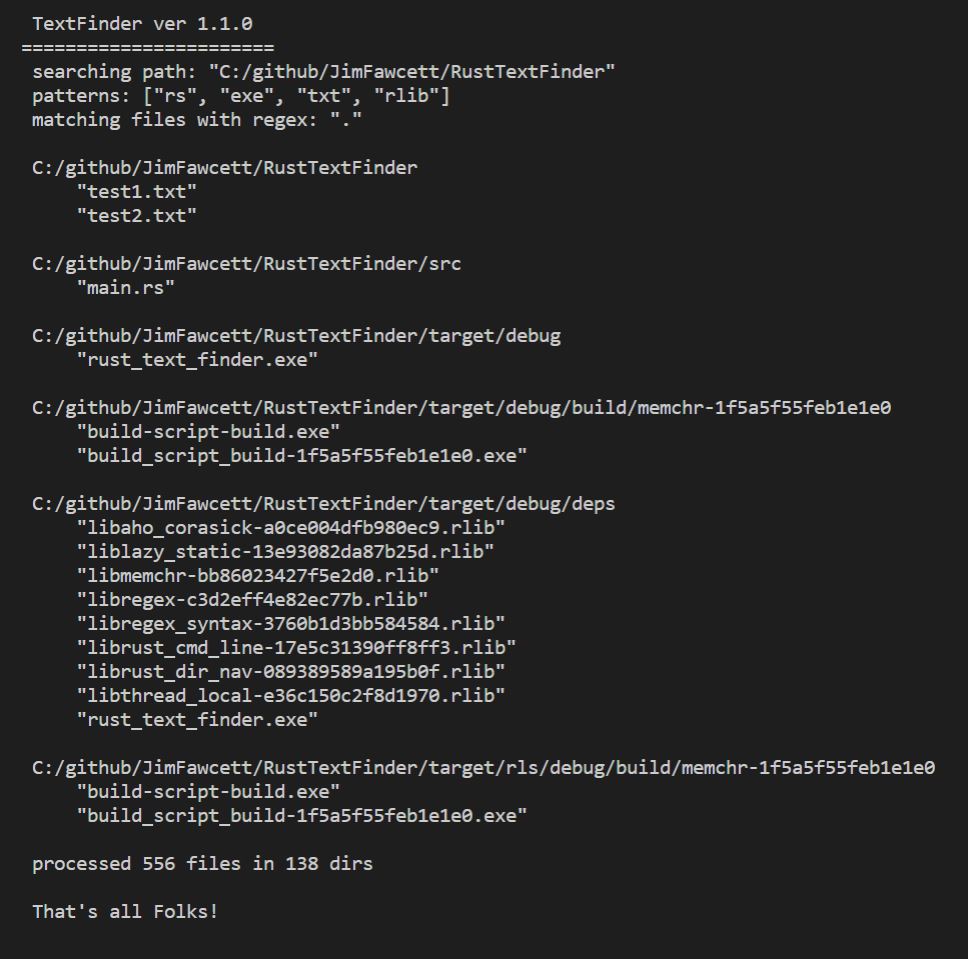 TextFinder ver 1.1.0
=======================
searching path: "C:/github/JimFawcett/RustTextFinder"
patterns: ["rs", "exe", "txt", "rlib"]
matching files with regex: "."
C:/github/JimFawcett/RustTextFinder
"test1.txt"
"test2.txt"
C:/github/JimFawcett/RustTextFinder/src
"main.rs"
C:/github/JimFawcett/RustTextFinder/target/debug
"rust_text_finder.exe"
C:/github/JimFawcett/RustTextFinder/target/debug/build/memchr-1f5a5f55feb1e1e0
"build-script-build.exe"
"build_script_build-1f5a5f55feb1e1e0.exe"
C:/github/JimFawcett/RustTextFinder/target/debug/deps
"libaho_corasick-a0ce004dfb980ec9.rlib"
"liblazy_static-13e93082da87b25d.rlib"
"libmemchr-bb86023427f5e2d0.rlib"
"libregex-c3d2eff4e82ec77b.rlib"
"libregex_syntax-3760b1d3bb584584.rlib"
"librust_cmd_line-17e5c31390ff8ff3.rlib"
"librust_dir_nav-089389589a195b0f.rlib"
"libthread_local-e36c150c2f8d1970.rlib"
"rust_text_finder.exe"
C:/github/JimFawcett/RustTextFinder/target/rls/debug/build/memchr-1f5a5f55feb1e1e0
"build-script-build.exe"
"build_script_build-1f5a5f55feb1e1e0.exe"
processed 556 files in 138 dirs
That's all Folks!